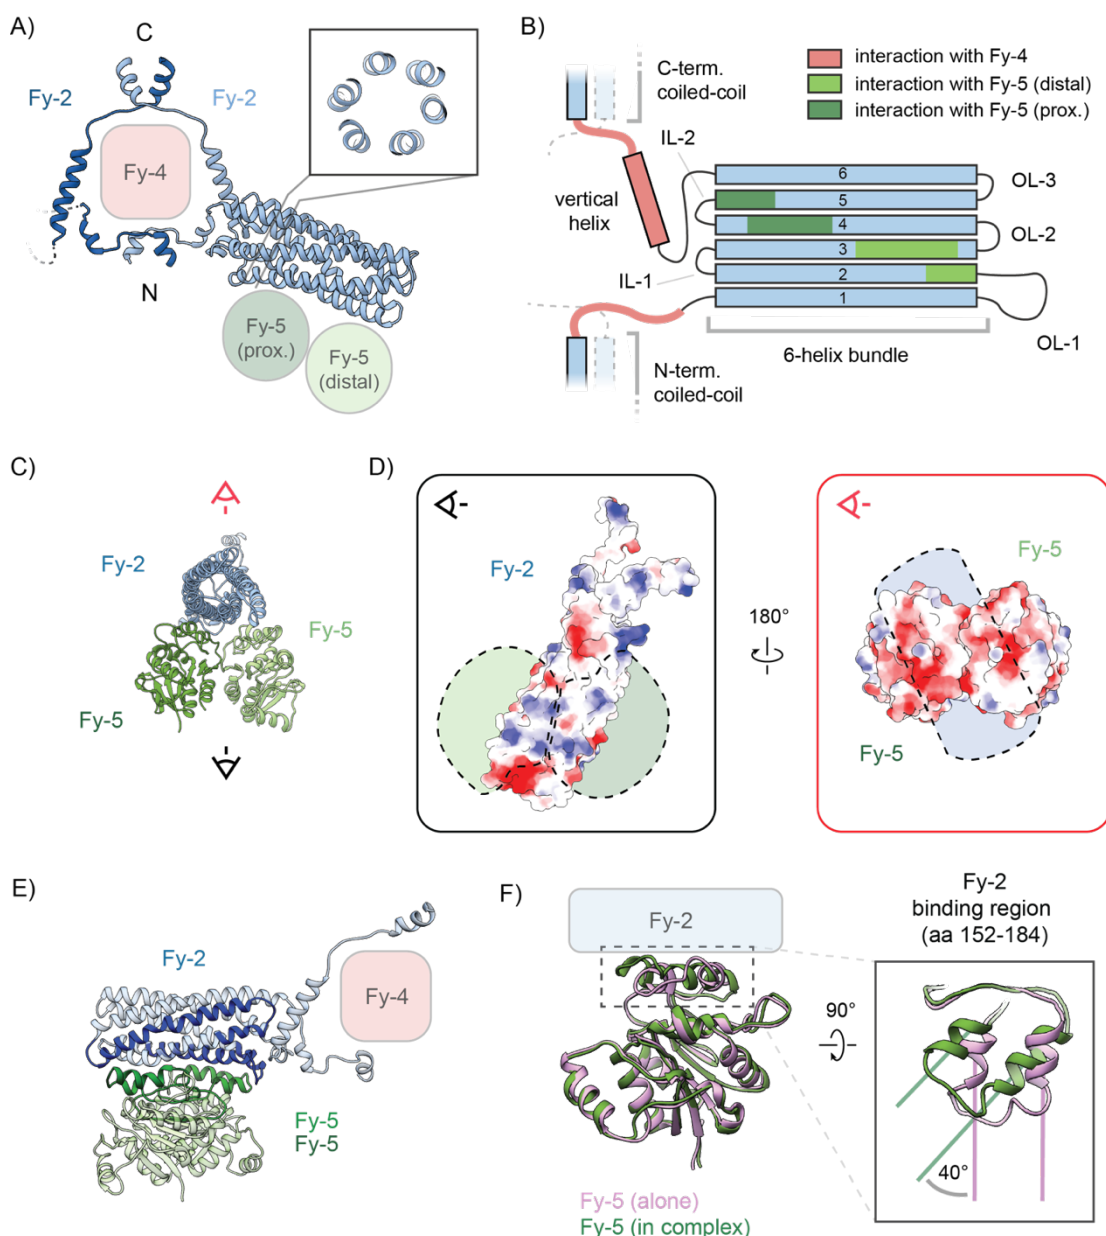 A)
C
Fy-2
Fy-2
Fy-4
N
Fy-5
(prox.)
Fy-5
(distal)
B)
C-term.
coiled-coil
interaction with Fy-4
interaction with Fy-5 (distal)
interaction with Fy-5 (prox.)
IL-2
vertical
helix
6
5
4
3
2
1
OL-3
OL-2
IL-1
OL-1
6-helix bundle
N-term.
coiled-coil
C)
Fy-2
Fy-5
Fy-5
D)
Fy-2
180°
Fy-5
Fy-5
E)
Fy-2
Fy-4
Fy-5
Fy-5
F)
Fy-2
90°
Fy-2
binding region
(aa 152-184)
40°
Fy-5 (alone)
Fy-5 (in complex)